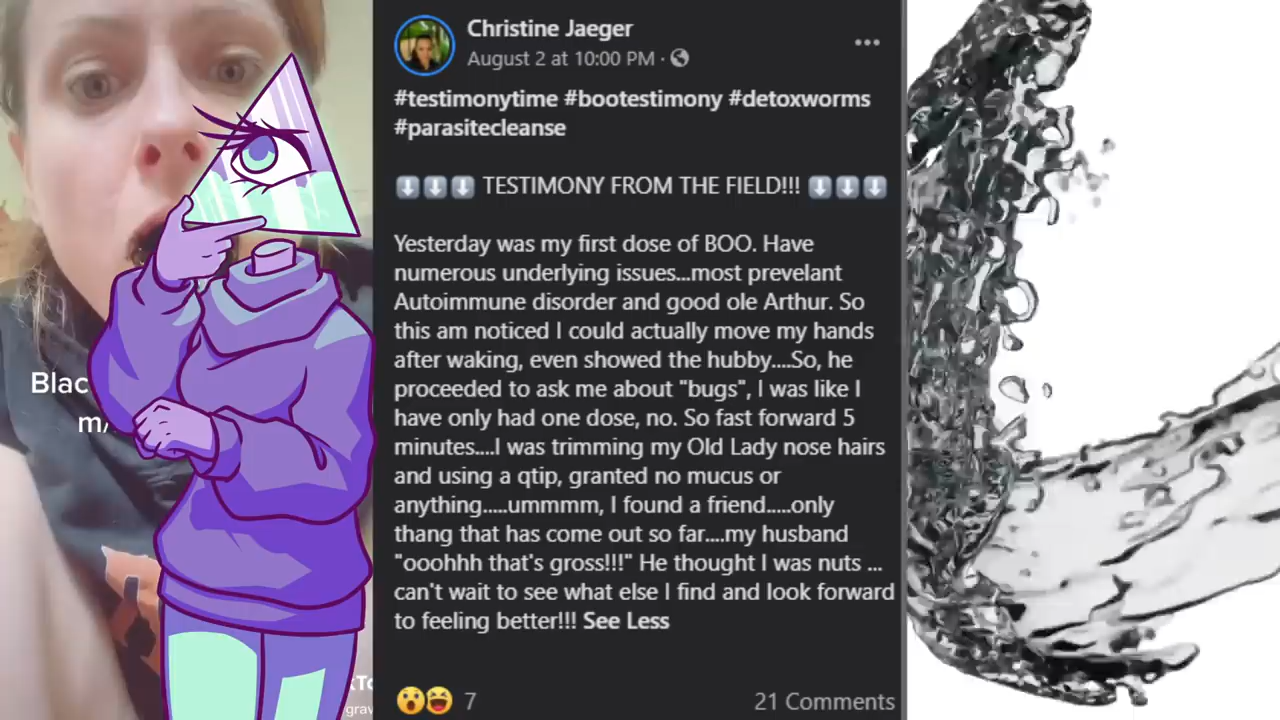 Christine Jaeger
August 2 at 10:00 PM ·
#testimonytime #bootestimony #detoxworms
#parasitecleanse
TESTIMONY FROM THE FIELD!!!
Yesterday was my first dose of BOO. Have
numerous underlying issues...most prevelant
Autoimmune disorder and good ole Arthur. So
this am noticed I could actually move my hands
after waking, even showed the hubby....So, he
proceeded to ask me about "bugs", I was like I
have only had one dose, no. So fast forward 5
minutes....I was trimming my Old Lady nose hairs
and using a qtip, granted no mucus or
anything.....ummmm, I found a friend.....only
thang that has come out so far....my husband
"ooohhh that's gross!!!" He thought I was nuts ...
can't wait to see what else I find and look forward
to feeling better!!! See Less
7
21 Comments
Blac
m